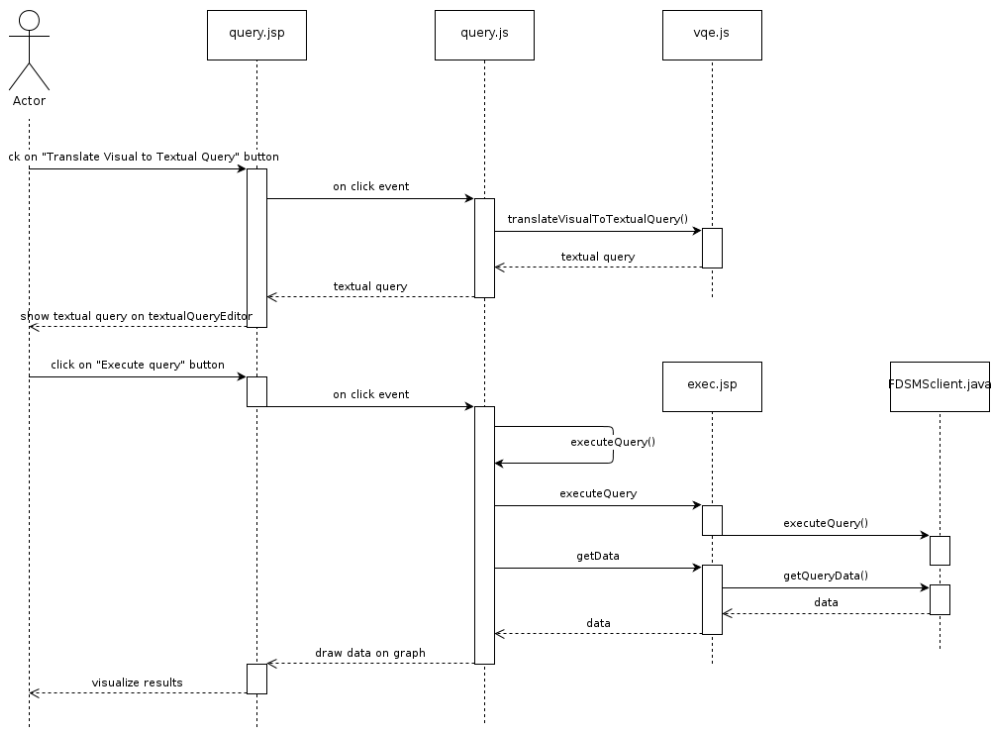 query.jsp
query.js
vqe.js
Actor
ck on "Translate Visual to Textual Query" button
on click event
translateVisualToTextualQuery()
textual query
textual query
show textual query on textualQueryEditor
click on "Execute query" button
exec.jsp
FDSMSclient.java
on click event
executeQuery()
executeQuery
executeQuery()
getData
getQueryData()
data
data
draw data on graph
visualize results